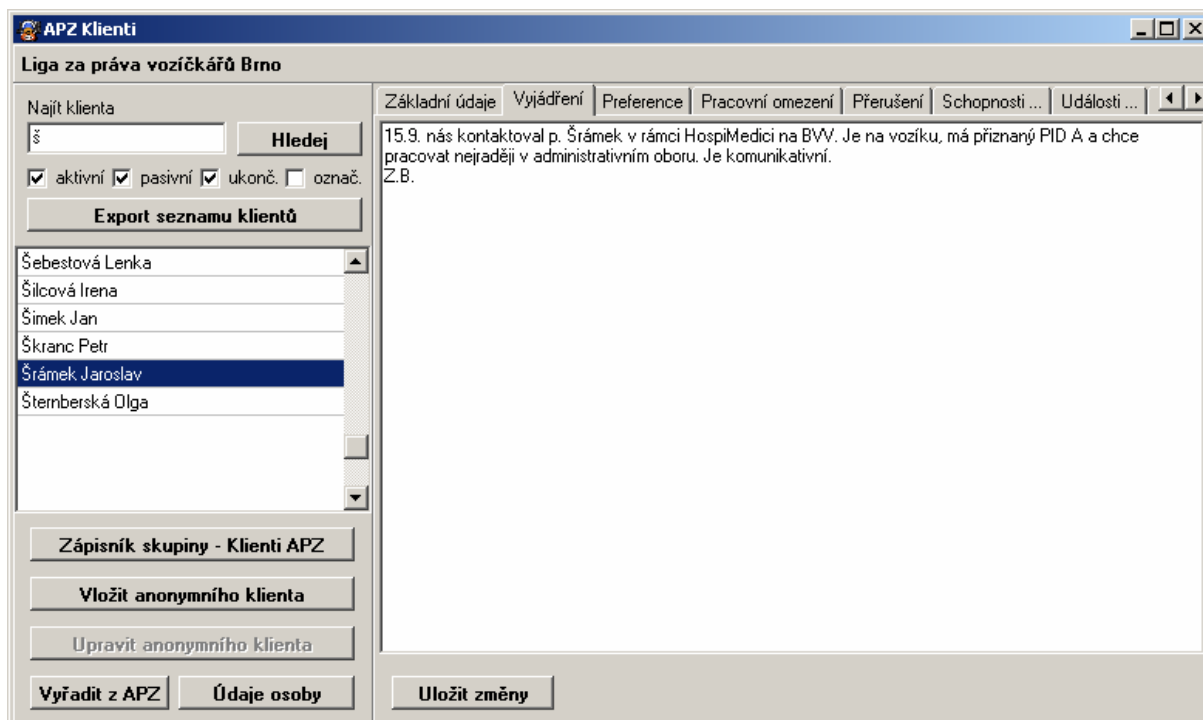 APZ Klienti
Liga za práva vozíčkářů Brno
Najít klienta
š
Hledej
aktivní pasivní ukonč. označ.
Export seznamu klientů
Šebestová Lenka
Šilcová Irena
Šimek Jan
Škranc Petr
Šrámek Jaroslav
Šternberská Olga
Zápisník skupiny - Klienti APZ
Vložit anonymního klienta
Upravit anonymního klienta
Vyřadit z APZ Údaje osoby
Základní údaje Vyjádření Preference Pracovní omezení Přerušení Schopnosti ... Události ...
15.9. nás kontaktoval p. Šrámek v rámci HospiMedici na BVV. Je na vozíku, má přiznaný PID A a chce
pracovat nejraději v administrativním oboru. Je komunikativní.
Z.B.
Uložit změny